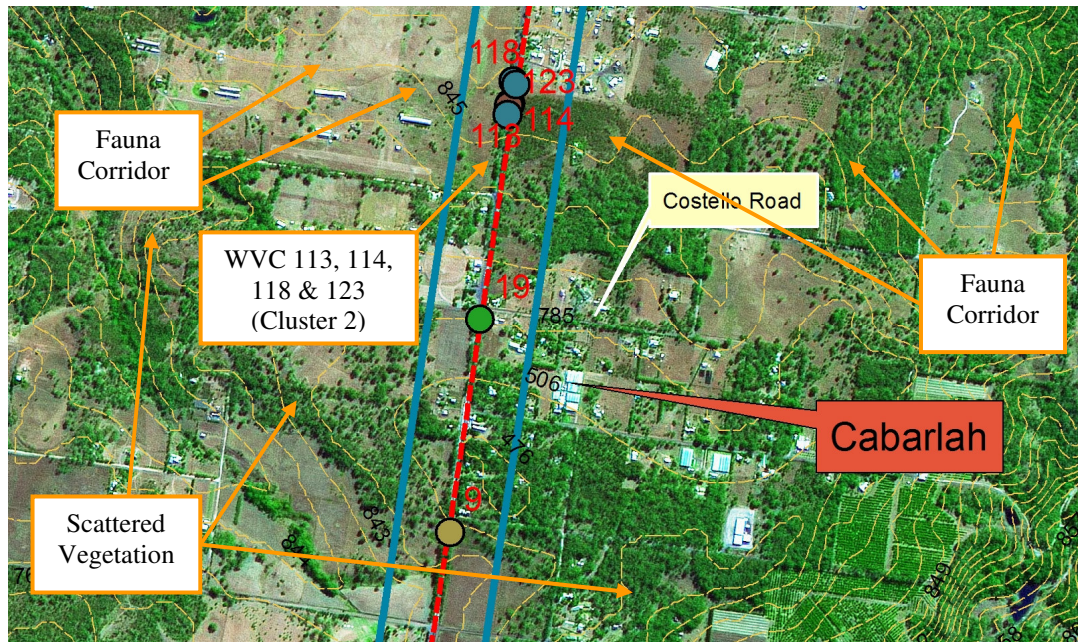 118
123
845
114
113
Fauna
Corridor
Costello Road
WVC 113, 114,
118 & 123
(Cluster 2)
Fauna
Corridor
19
785
506
Cabarlah
476
9
Scattered
Vegetation
843
849